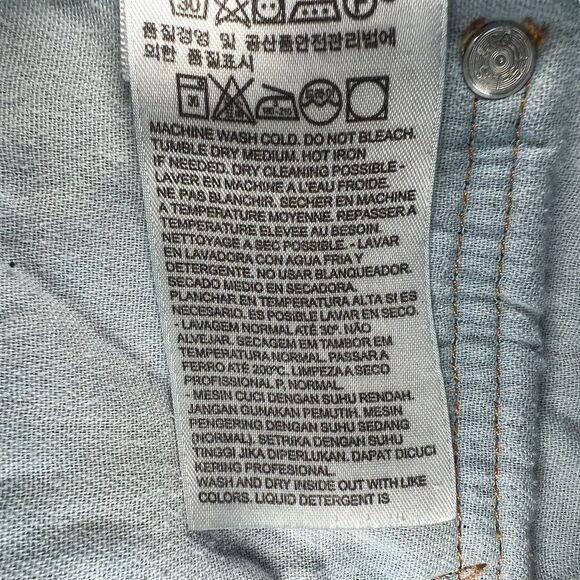 30
품질경영 및 공산품안전관리법에
의한 품질표시
30
180-210
MACHINE WASH COLD. DO NOT BLEACH.
TUMBLE DRY MEDIUM. HOT IRON
IF NEEDED. DRY CLEANING POSSIBLE -
LAVER EN MACHINE A L'EAU FROIDE.
NE PAS BLANCHIR. SECHER EN MACHINE
A TEMPERATURE MOYENNE. REPASSER A
TEMPERATURE ELEVEE AU BESOIN.
NETTOYAGE A SEC POSSIBLE. - LAVAR
EN LAVADORA CON AGUA FRIA Y
DETERGENTE. NO USAR BLANQUEADOR.
SECADO MEDIO EN SECADORA.
PLANCHAR EN TEMPERATURA ALTA SI ES
NECESARIO. ES POSIBLE LAVAR EN SECO.
- LAVAGEM NORMAL ATÉ 30º. NÃO
ALVEJAR. SECAGEM EM TAMBOR EM
TEMPERATURA NORMAL. PASSAR A
FERRO ATÉ 200ºC. LIMPEZA A SECO
PROFISSIONAL P. NORMAL.
- MESIN CUCI DENGAN SUHU RENDAH.
JANGAN GUNAKAN PEMUTIH. MESIN
PENGERING DENGAN SUHU SEDANG
(NORMAL). SETRIKA DENGAN SUHU
TINGGI JIKA DIPERLUKAN. DAPAT DICUCI
KERING PROFESIONAL.
WASH AND DRY INSIDE OUT WITH LIKE
COLORS. LIQUID DETERGENT IS